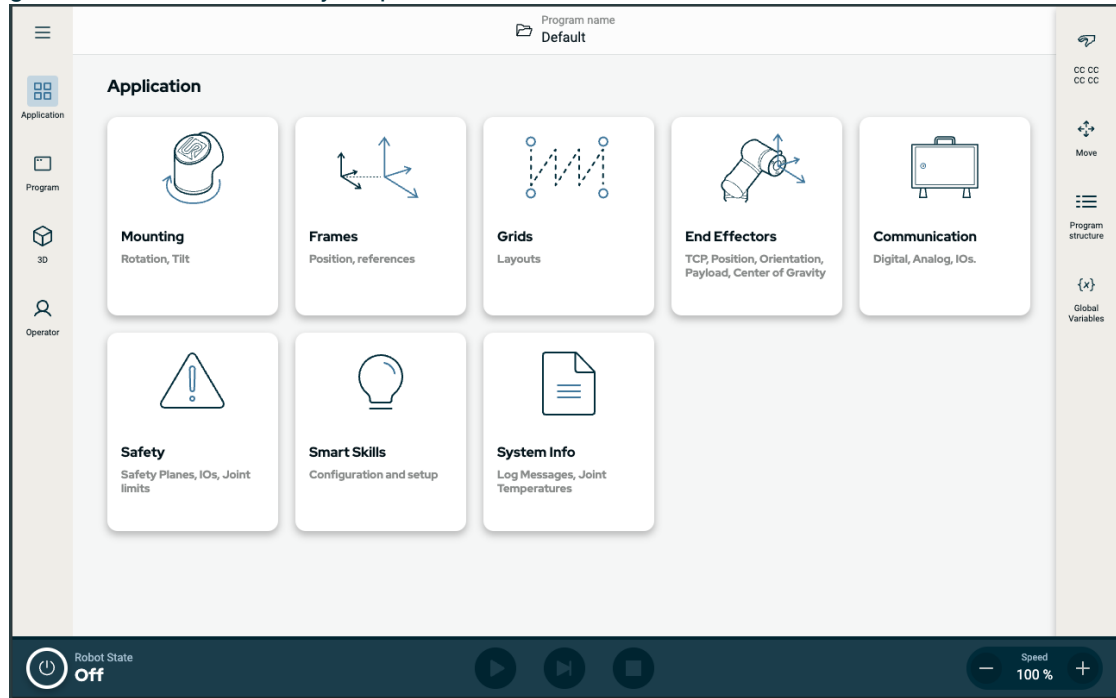 Program name
Default
CC CC
CC CC
Application
Application
Mounting
Rotation, Tilt
Frames
Position, references
Grids
Layouts
End Effectors
TCP, Position, Orientation,
Payload, Center of Gravity
Communication
Digital, Analog, IOs.
Safety
Safety Planes, IOs, Joint
limits
Smart Skills
Configuration and setup
System Info
Log Messages, Joint
Temperatures
Program
3D
Operator
Move
Program
structure
{x}
Global
Variables
Robot State
Off
Speed
100 %